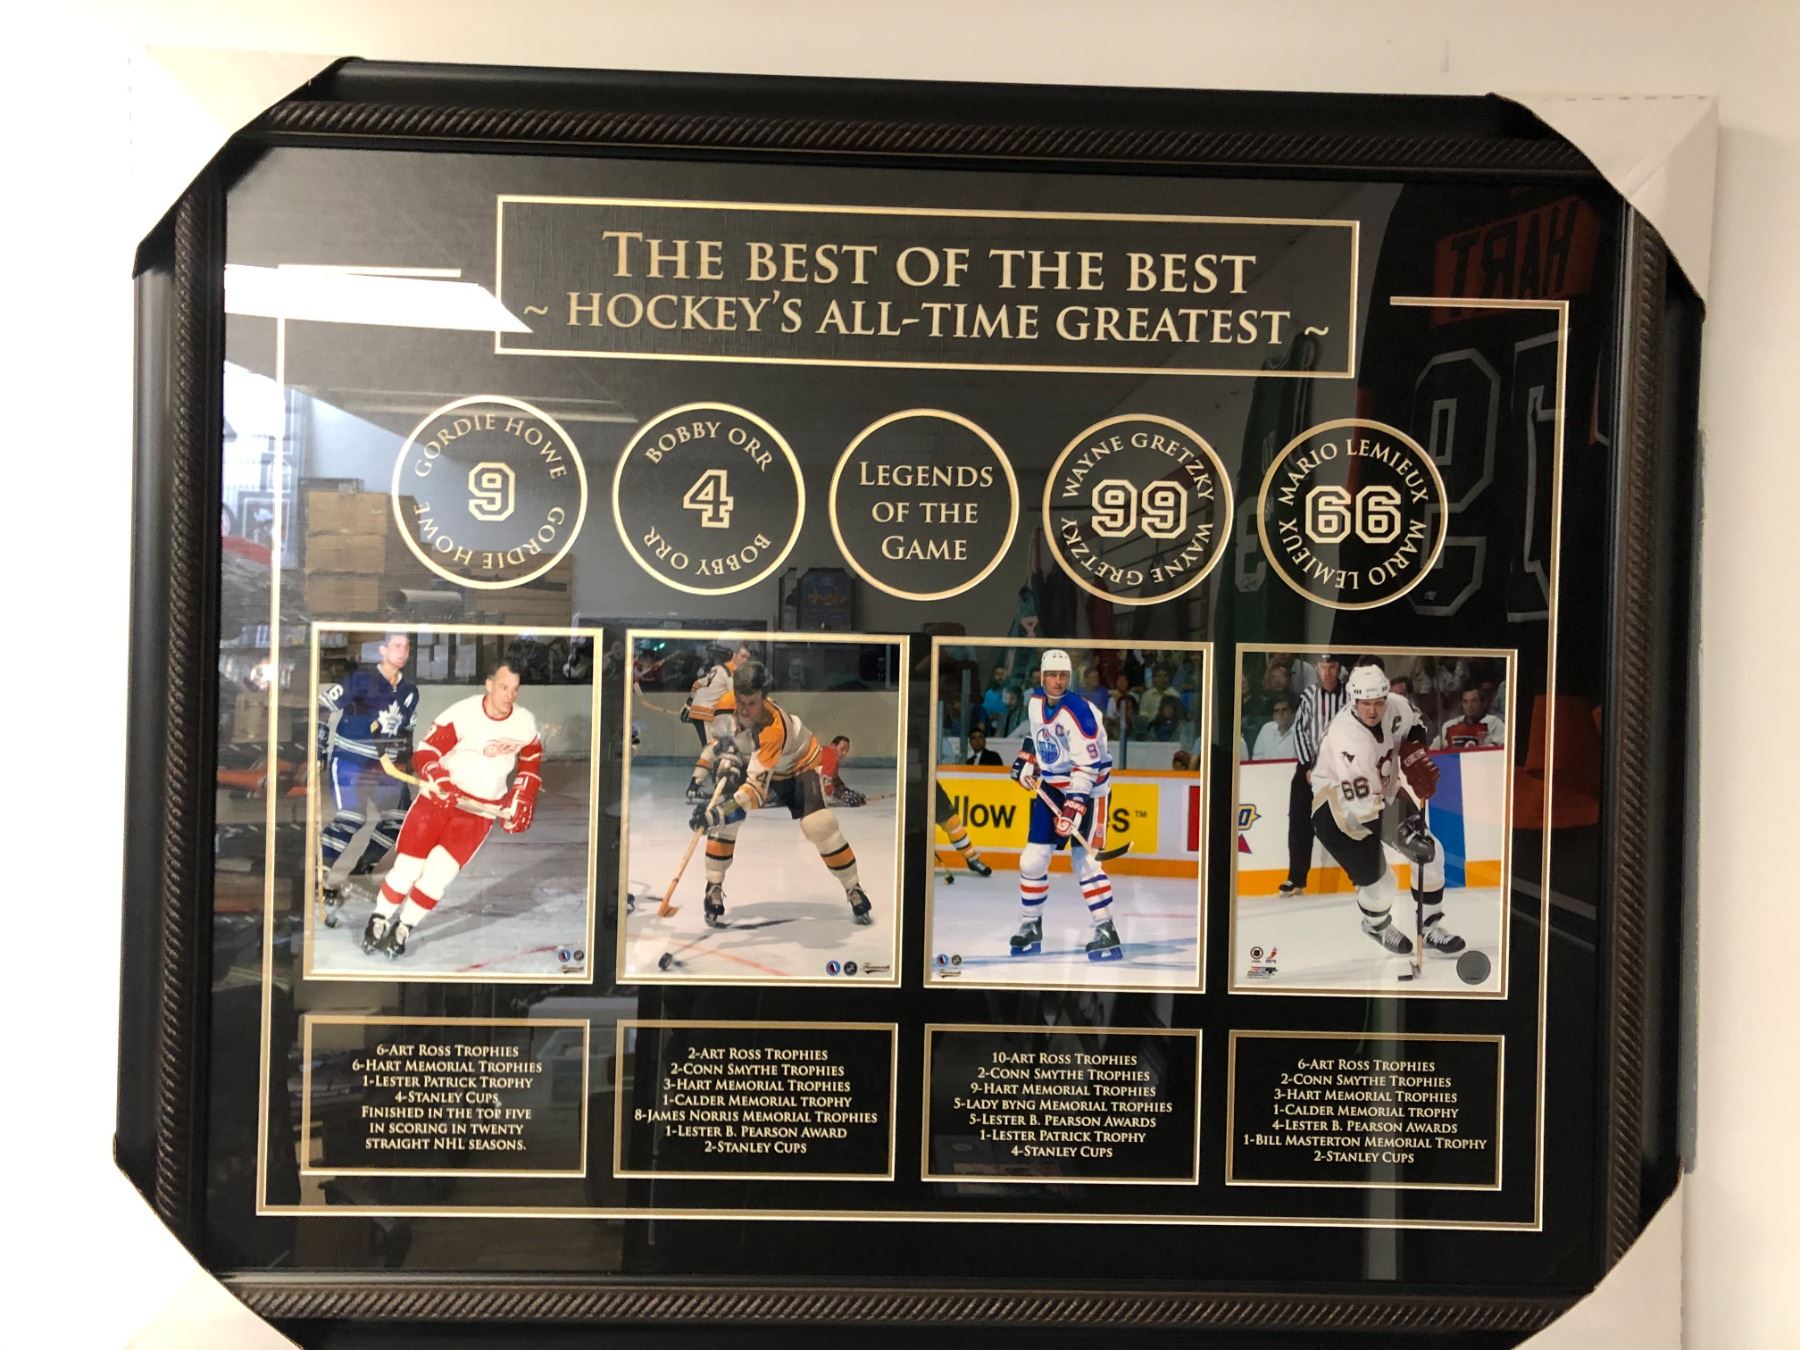 THE BEST OF THE BEST
~ HOCKEY'S ALL-TIME GREATEST ~
GORDIE HOWE
9
GORDIE HOWE
BOBBY ORR
4
BOBBY ORR
LEGENDS
OF THE
GAME
WAYNE GRETZKY
99
WAYNE GRETZKY
MARIO LEMIEUX
66
MARIO LEMIEUX
HART
llow
s™
66
6-ART ROSS TROPHIES
6-HART MEMORIAL TROPHIES
1-LESTER PATRICK TROPHY
4-STANLEY CUPS
FINISHED IN THE TOP FIVE
IN SCORING IN TWENTY
STRAIGHT NHL SEASONS.
2-ART ROSS TROPHIES
2-CONN SMYTHE TROPHIES
3-HART MEMORIAL TROPHIES
1-CALDER MEMORIAL TROPHY
8-JAMES NORRIS MEMORIAL TROPHIES
1-LESTER B. PEARSON AWARD
2-STANLEY CUPS
10-ART ROSS TROPHIES
2-CONN SMYTHE TROPHIES
9-HART MEMORIAL TROPHIES
5-LADY BYNG MEMORIAL TROPHIES
5-LESTER B. PEARSON AWARDS
1-LESTER PATRICK TROPHY
4-STANLEY CUPS
6-ART ROSS TROPHIES
2-CONN SMYTHE TROPHIES
3-HART MEMORIAL TROPHIES
1-CALDER MEMORIAL TROPHY
4-LESTER B. PEARSON AWARDS
1-BILL MASTERTON MEMORIAL TROPHY
2-STANLEY CUPS